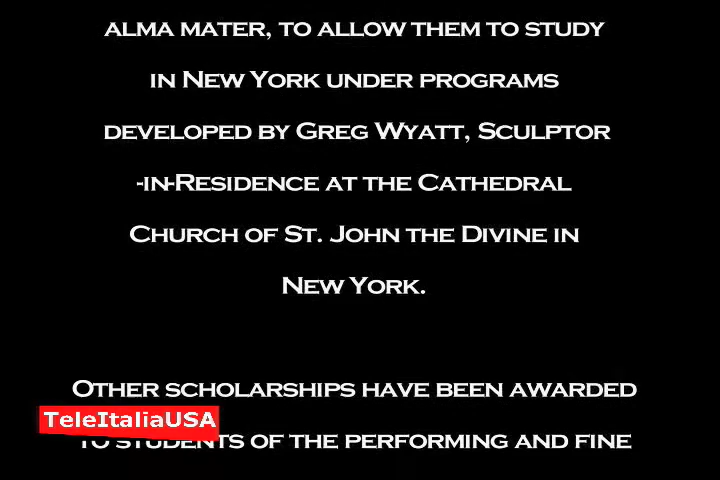 ALMA MATER, TO ALLOW THEM TO STUDY
IN NEW YORK UNDER PROGRAMS
DEVELOPED BY GREG WYATT, SCULPTOR
-IN-RESIDENCE AT THE CATHEDRAL
CHURCH OF ST. JOHN THE DIVINE IN
NEW YORK.
OTHER SCHOLARSHIPS HAVE BEEN AWARDED
TeleItaliaUSA
TO STUDENTS OF THE PERFORMING AND FINE